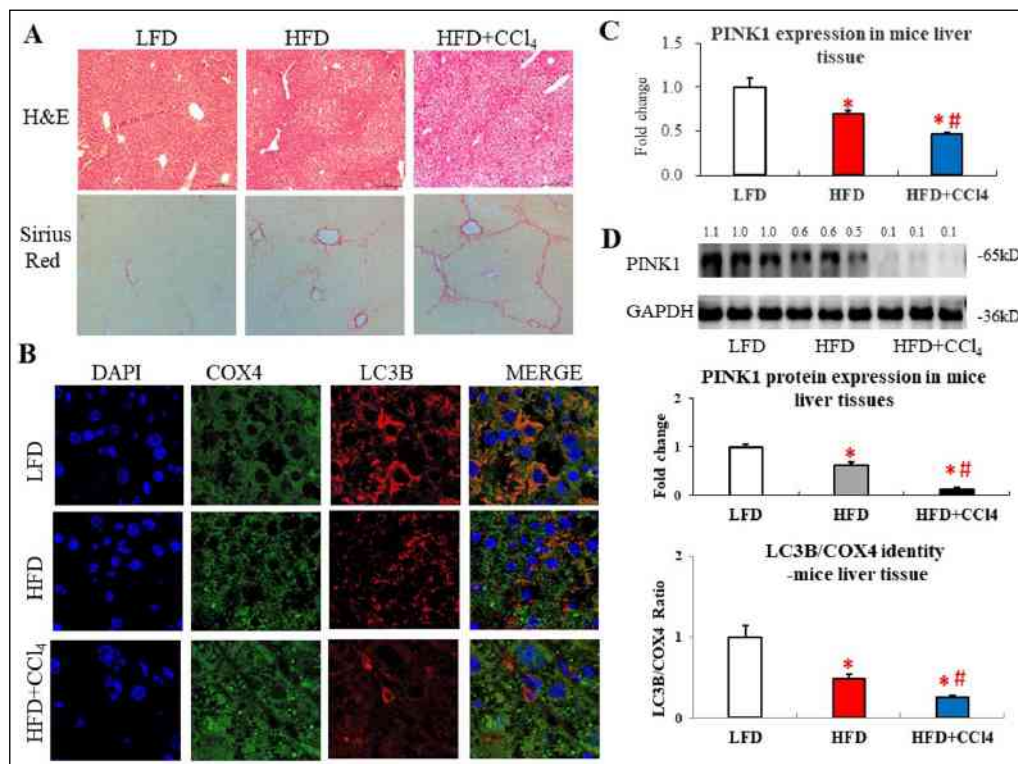 A
LFD
HFD
HFD+CCl₄
H&E
Sirius
Red
B
DAPI
COX4
LC3B
MERGE
LFD
HFD
HFD+CCl₄
C
PINK1 expression in mice liver
tissue
Fold change
1.5
1.0
0.5
0.0
*
*#
LFD
HFD
HFD+CCl4
D
1.1 1.0 1.0 0.6 0.6 0.5 0.1 0.1 0.1
PINK1
-65kD
GAPDH
-36kD
LFD
HFD
HFD+CCl₄
PINK1 protein expression in mice
liver tissues
Fold change
2
1
0
*
*#
LFD
HFD
HFD+CCl4
LC3B/COX4 identity
-mice liver tissue
LC3B/COX4 Ratio
2
1
0
*
*#
LFD
HFD
HFD+CCl4